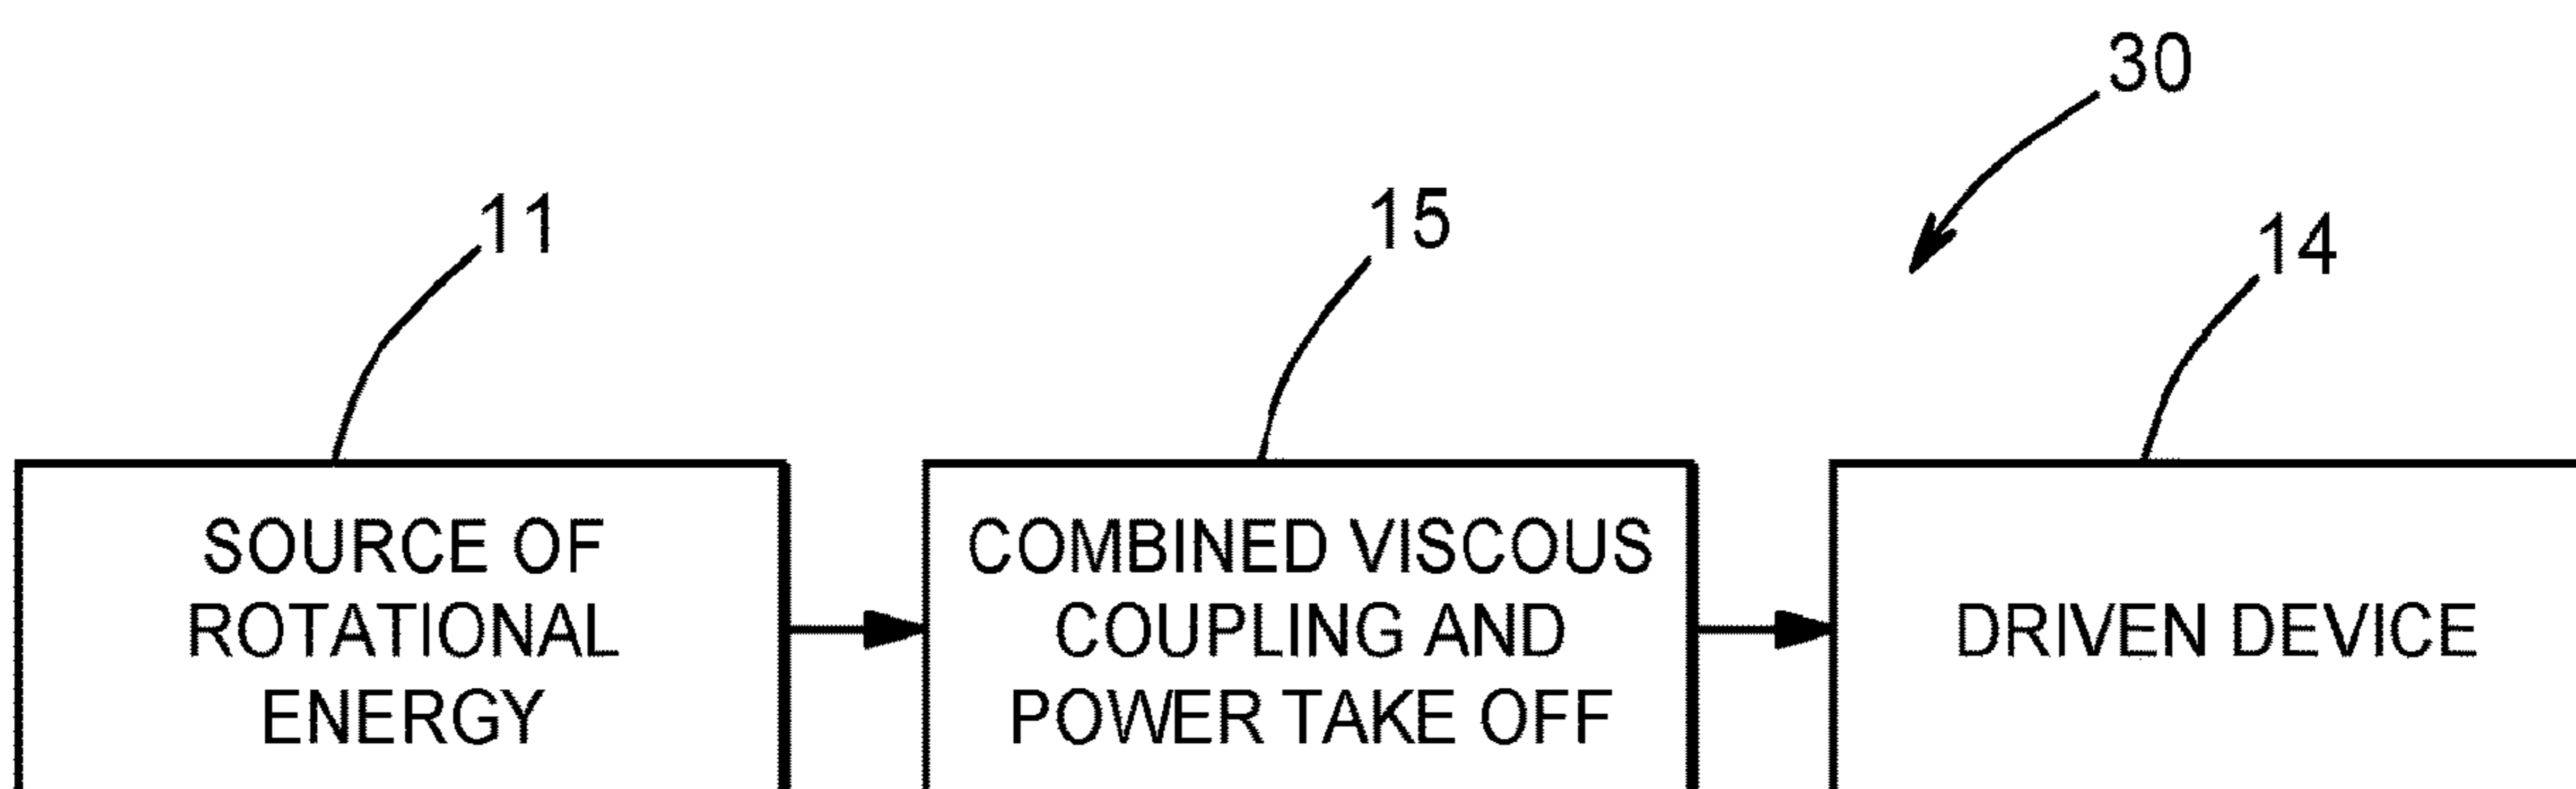 30
11
15
14
SOURCE OF
ROTATIONAL
ENERGY
COMBINED VISCOUS
COUPLING AND
POWER TAKE OFF
DRIVEN DEVICE